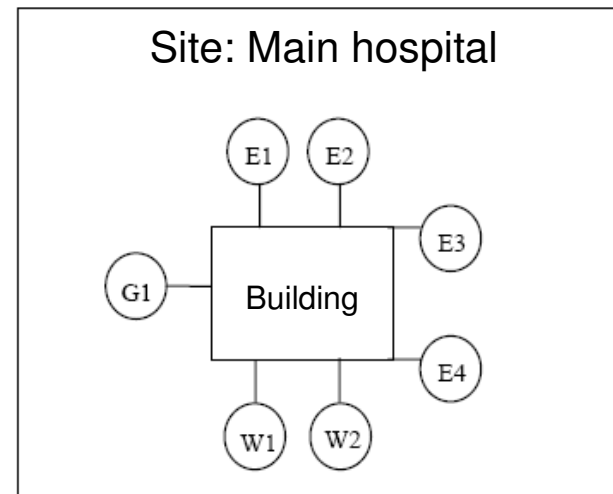 Site: Main hospital
E1 E2
E3
G1
Building
E4
W1 W2